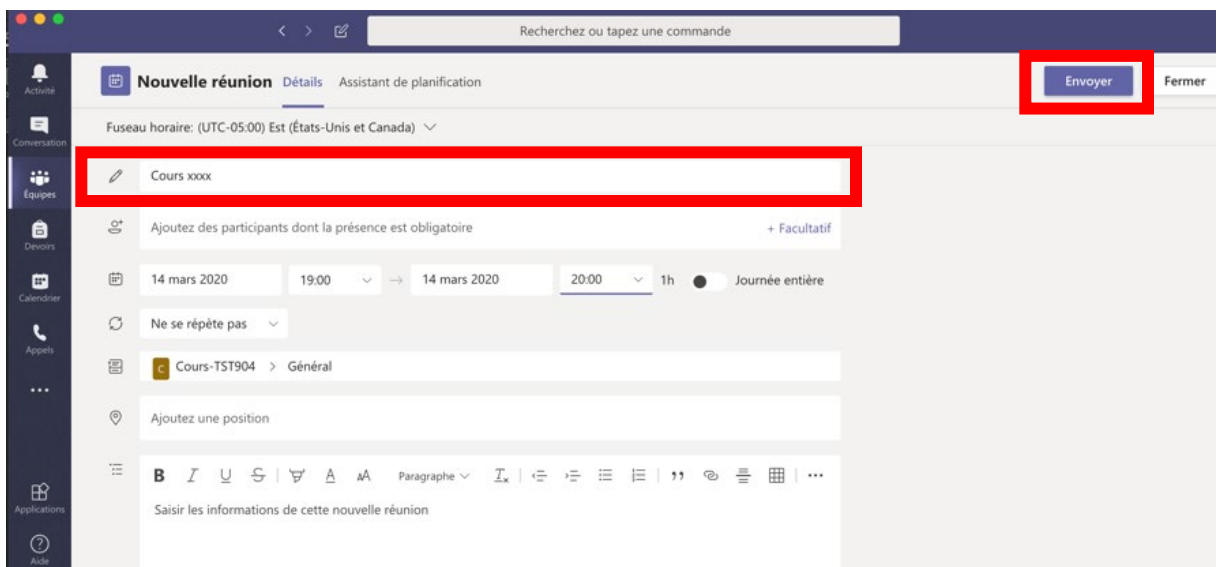 Recherchez ou tapez une commande
Activité
Nouvelle réunion Détails Assistant de planification
Envoyer Fermer
Conversation
Fuseau horaire: (UTC-05:00) Est (États-Unis et Canada)
Équipes
Cours xxxx
Devoirs
Ajoutez des participants dont la présence est obligatoire + Facultatif
Calendrier
14 mars 2020 19:00 → 14 mars 2020 20:00 1h Journée entière
Appels
Ne se répète pas
C Cours-TST904 > Général
Ajoutez une position
B I U S A AA Paragraphe
Saisir les informations de cette nouvelle réunion
Applications
Aide